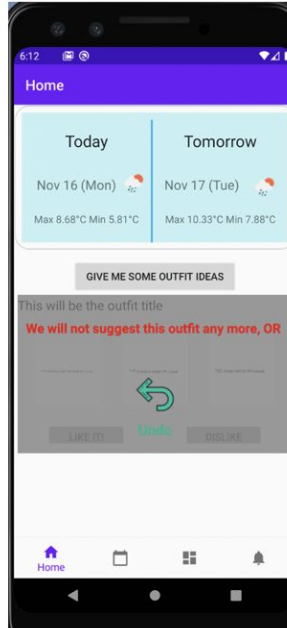 6:12
Home
Today
Tomorrow
Nov 16 (Mon)
Nov 17 (Tue)
Max 8.68°C Min 5.81°C
Max 10.33°C Min 7.88°C
GIVE ME SOME OUTFIT IDEAS
This will be the outfit title
We will not suggest this outfit any more, OR
Undo
LIKE IT!
DISLIKE
Home